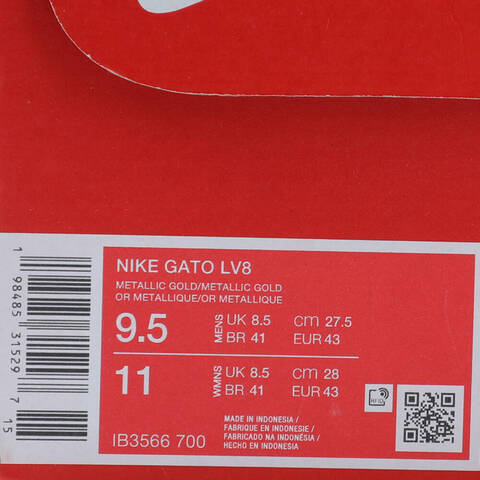 NIKE GATO LV8
METALLIC GOLD/METALLIC GOLD
OR METALLIQUE/OR METALLIQUE
9.5 MENS UK 8.5 cm 27.5
BR 41 EUR 43
11 WMNS UK 8.5 cm 28
BR 41 EUR 43
RFID
MADE IN INDONESIA/
FABRIQUE EN INDONESIE/
FABRICADO NA INDONÉSIA/
HECHO EN INDONESIA
IB3566 700
1 98485 31529 7 15